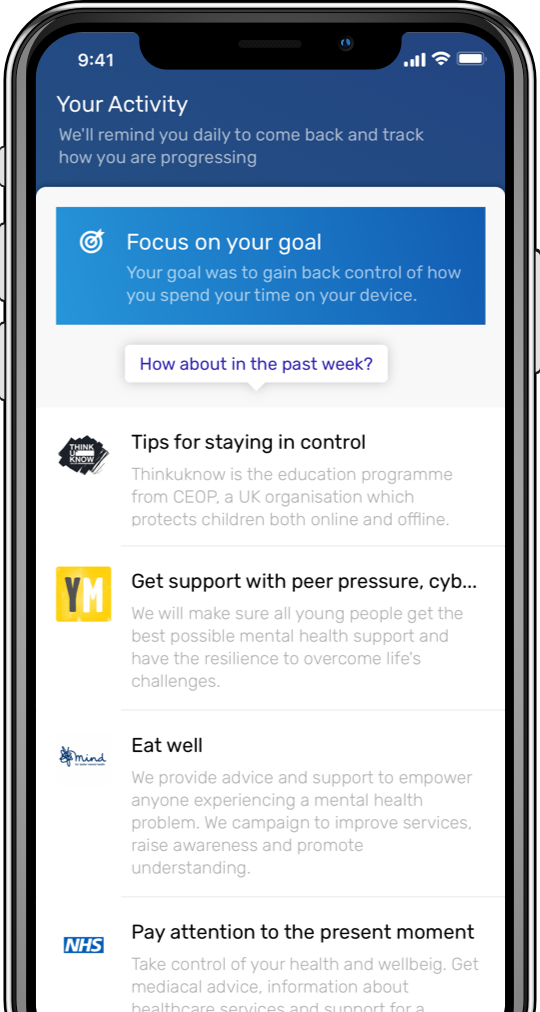 9:41
Your Activity
We'll remind you daily to come back and track
how you are progressing
Focus on your goal
Your goal was to gain back control of how
you spend your time on your device.
How about in the past week?
THINK
U
KNOW
Tips for staying in control
Thinkuknow is the education programme
from CEOP, a UK organisation which
protects children both online and offline.
YM
Get support with peer pressure, cyb...
We will make sure all young people get the
best possible mental health support and
have the resilience to overcome life's
challenges.
mind
Eat well
We provide advice and support to empower
anyone experiencing a mental health
problem. We campaign to improve services,
raise awareness and promote
understanding.
NHS
Pay attention to the present moment
Take control of your health and wellbeig. Get
mediacal advice, information about
healthcare services and support for a